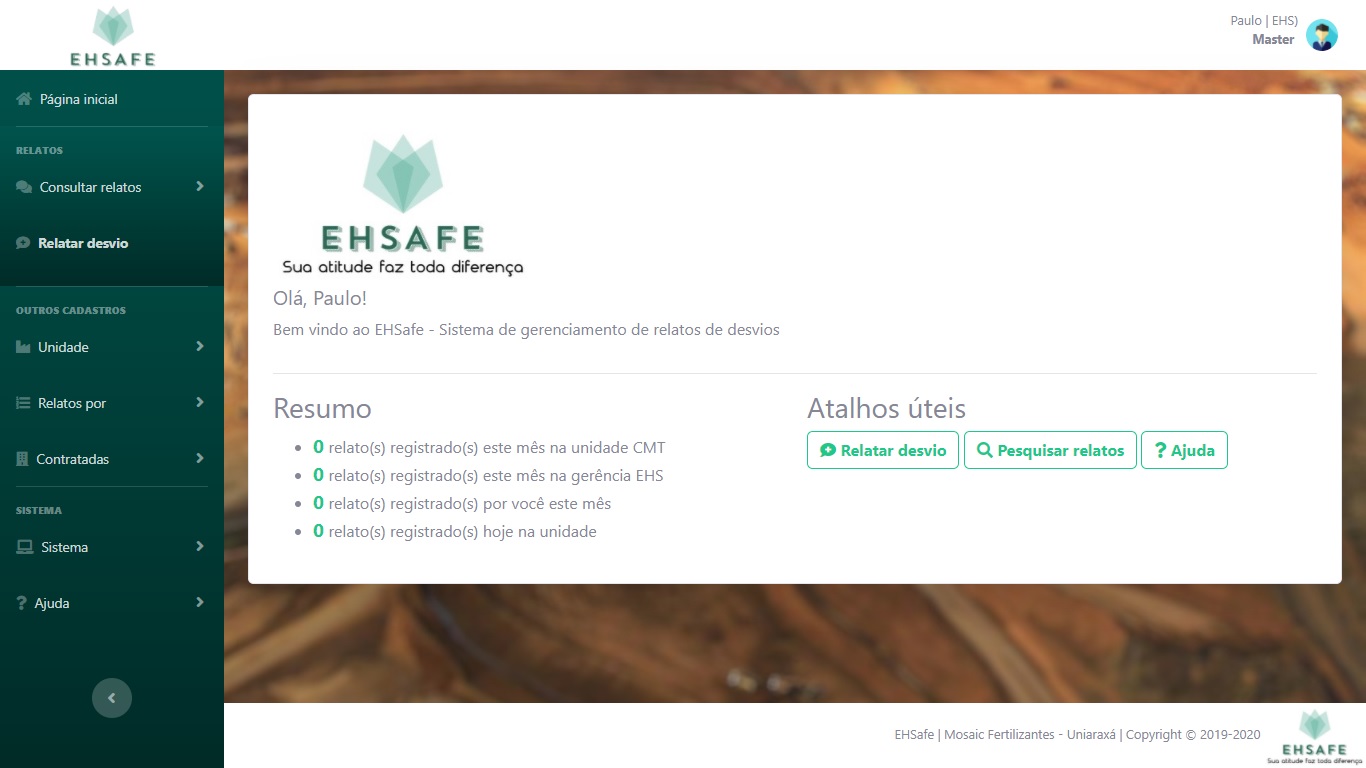 EHSAFE
Paulo | EHS)
Master
Página inicial
RELATOS
Consultar relatos
Relatar desvio
OUTROS CADASTROS
Unidade
Relatos por
Contratadas
SISTEMA
Sistema
Ajuda
EHSAFE
Sua atitude faz toda diferença
Olá, Paulo!
Bem vindo ao EHSafe - Sistema de gerenciamento de relatos de desvios
Resumo
0 relato(s) registrado(s) este mês na unidade CMT
0 relato(s) registrado(s) este mês na gerência EHS
0 relato(s) registrado(s) por você este mês
0 relato(s) registrado(s) hoje na unidade
Atalhos úteis
Relatar desvio Pesquisar relatos Ajuda
EHSafe | Mosaic Fertilizantes - Uniaraxá | Copyright © 2019-2020
EHSAFE
Sua atitude faz toda diferença